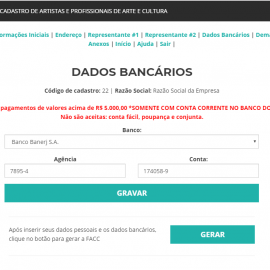 CADASTRO DE ARTISTAS E PROFISSIONAIS DE ARTE E CULTURA
ormações Iniciais | Endereço | Representante #1 | Representante #2 | Dados Bancários | Dem
Anexos | Início | Ajuda | Sair |
DADOS BANCÁRIOS
Código de cadastro: 22 | Razão Social: Razão Social da Empresa
pagamentos de valores acima de R$ 5.000,00 *SOMENTE COM CONTA CORRENTE NO BANCO DO
Não são aceitas: conta fácil, poupança e conjunta.
Banco:
Banco Banerj S.A.
Agência
Conta:
7895-4
174058-9
GRAVAR
Após inserir seus dados pessoais e os dados bancários,
clique no botão para gerar a FACC
GERAR